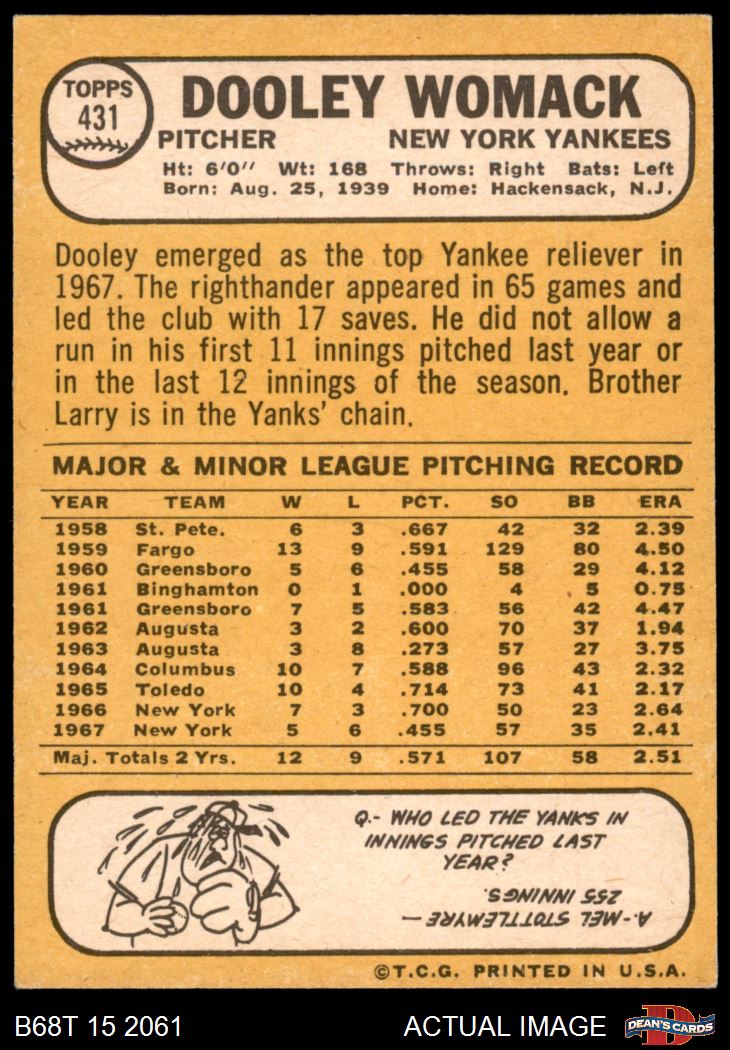 TOPPS
431
DOOLEY WOMACK
PITCHER NEW YORK YANKEES
Ht: 6'0" Wt: 168 Throws: Right Bats: Left
Born: Aug. 25, 1939 Home: Hackensack, N.J.
Dooley emerged as the top Yankee reliever in
1967. The righthander appeared in 65 games and
led the club with 17 saves. He did not allow a
run in his first 11 innings pitched last year or
in the last 12 innings of the season. Brother
Larry is in the Yanks' chain.
MAJOR & MINOR LEAGUE PITCHING RECORD
YEAR TEAM W L PCT. SO BB ERA
1958 St. Pete. 6 3 .667 42 32 2.39
1959 Fargo 13 9 .591 129 80 4.50
1960 Greensboro 5 6 .455 58 29 4.12
1961 Binghamton 0 1 .000 4 5 0.75
1961 Greensboro 7 5 .583 56 42 4.47
1962 Augusta 3 2 .600 70 37 1.94
1963 Augusta 3 8 .273 57 27 3.75
1964 Columbus 10 7 .588 96 43 2.32
1965 Toledo 10 4 .714 73 41 2.17
1966 New York 7 3 .700 50 23 2.64
1967 New York 5 6 .455 57 35 2.41
Maj. Totals 2 Yrs. 12 9 .571 107 58 2.51
Q.- WHO LED THE YANKS IN
INNINGS PITCHED LAST
YEAR?
A.- MEL STOTTLEMYRE —
255 INNINGS.
©T.C.G. PRINTED IN U.S.A.
B68T 15 2061 ACTUAL IMAGE
D
DEAN'S CARDS